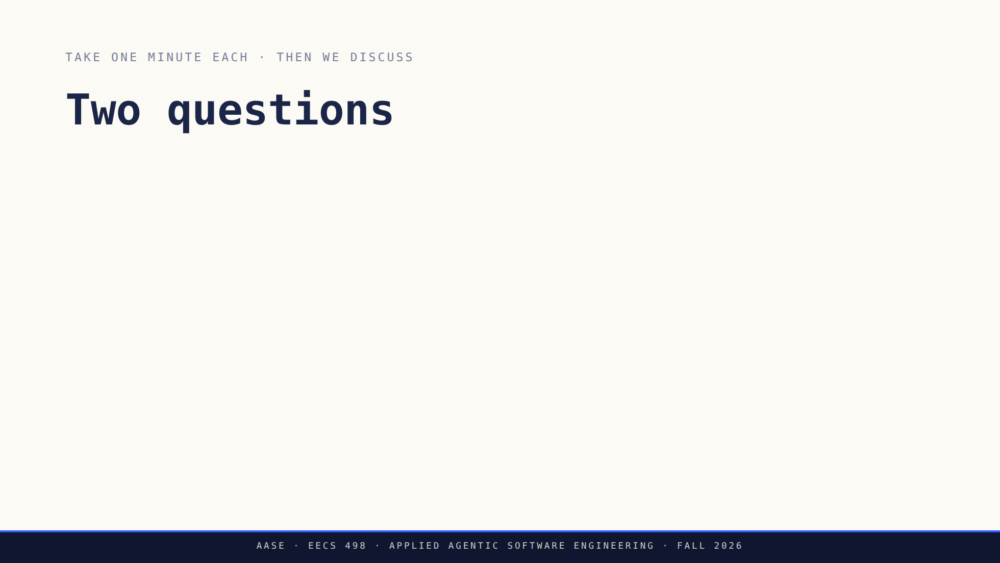 TAKE ONE MINUTE EACH · THEN WE DISCUSS
Two questions
AASE · EECS 498 · APPLIED AGENTIC SOFTWARE ENGINEERING · FALL 2026